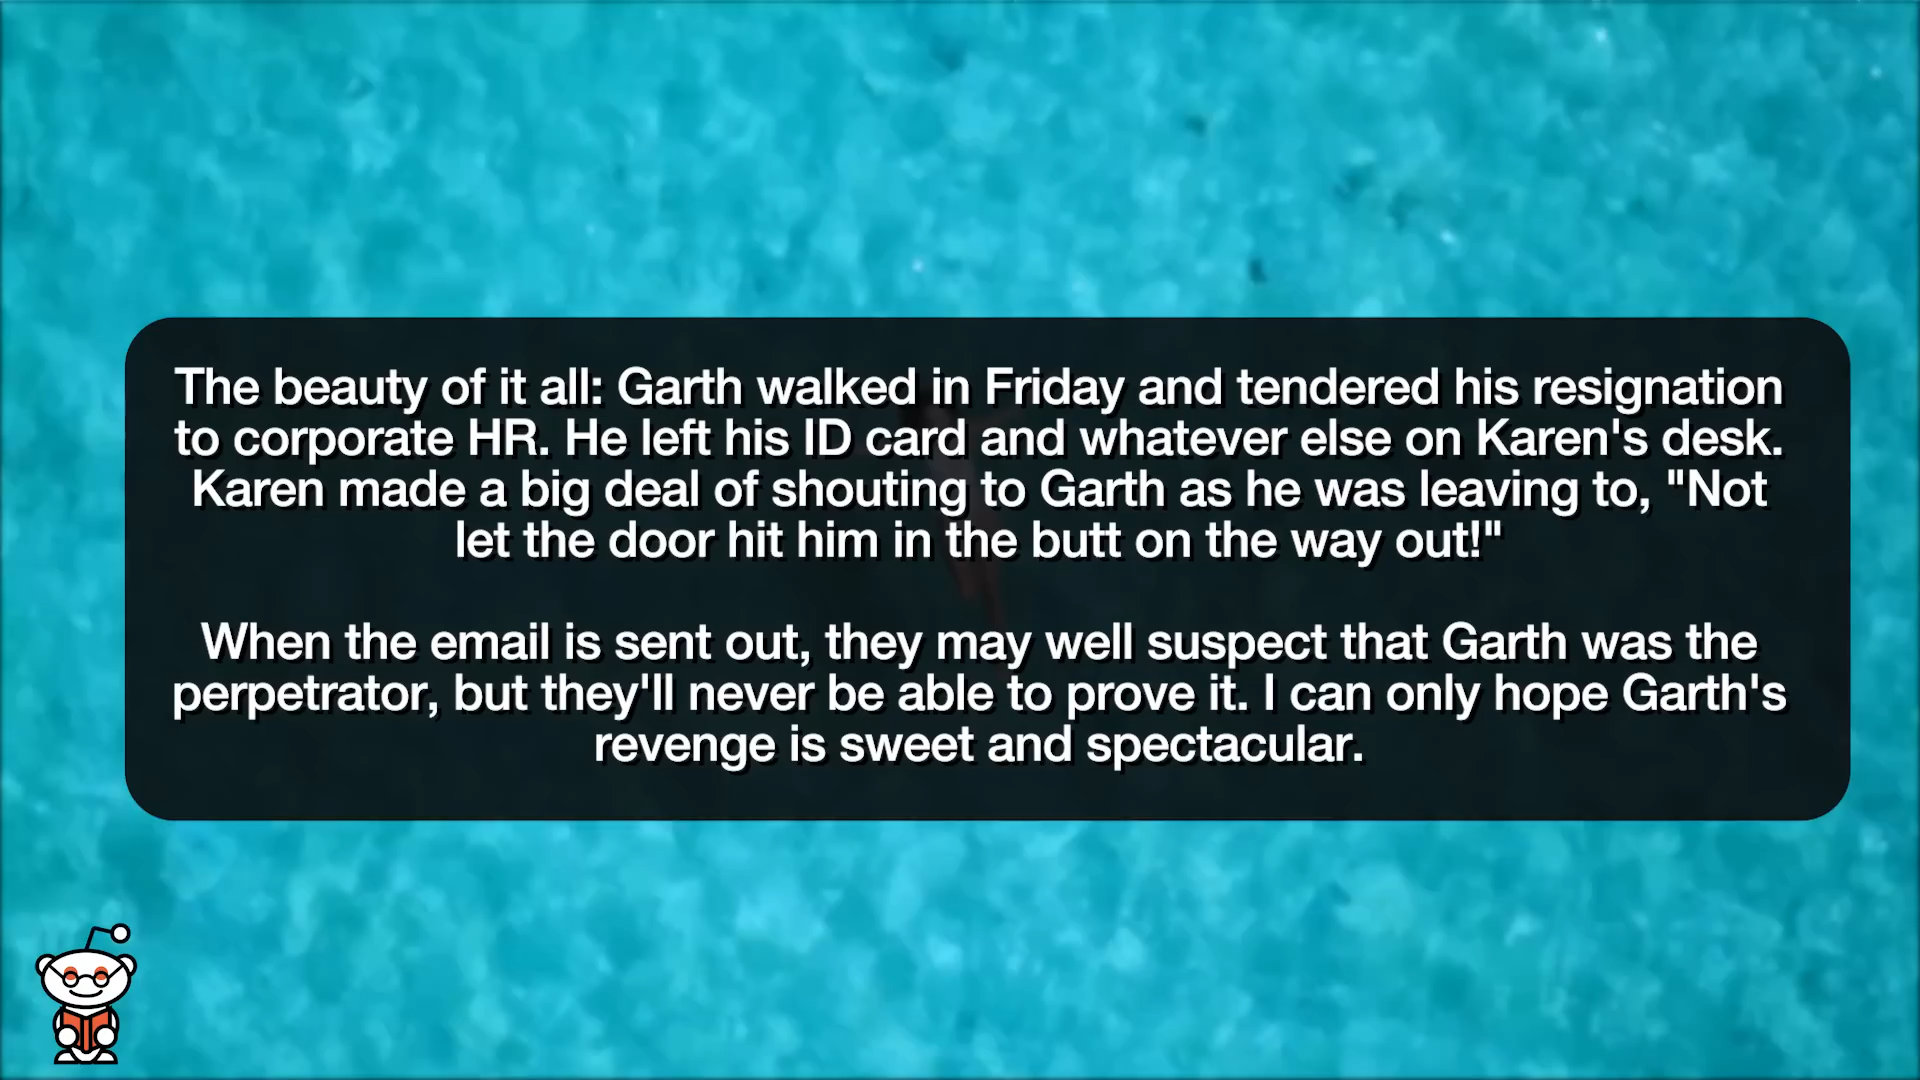 The beauty of it all: Garth walked in Friday and tendered his resignation
to corporate HR. He left his ID card and whatever else on Karen's desk.
Karen made a big deal of shouting to Garth as he was leaving to, "Not
let the door hit him in the butt on the way out!"
When the email is sent out, they may well suspect that Garth was the
perpetrator, but they'll never be able to prove it. I can only hope Garth's
revenge is sweet and spectacular.